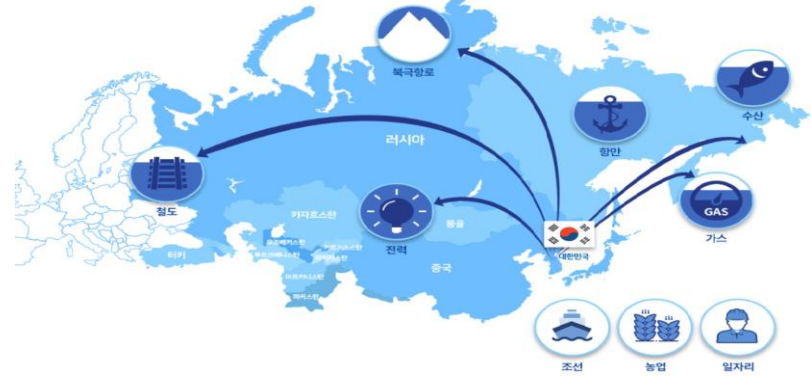 북극항로
수산
항만
러시아
철도
GAS
가스
카자흐스탄
전력
몽골
대한민국
터키
중국
조선
농업
일자리